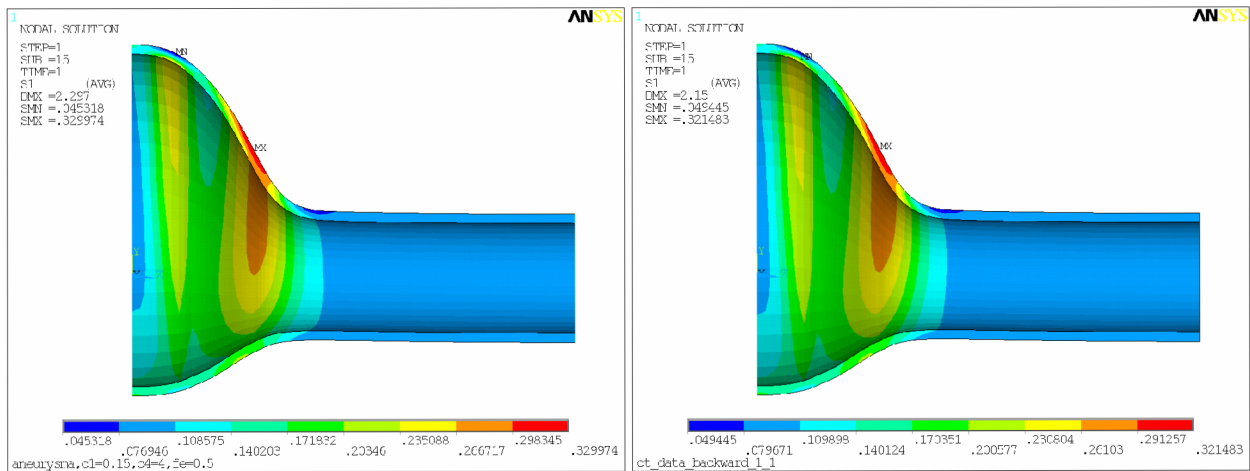 1
ANSYS
NODAL SOLUTION
STEP=1
SUB =15
TIME=1
S1 (AVG)
DMX =2.297
SMN =.045318
SMX =.329974
MN
MX
Y
.045318 .108575 .171832 .235088 .298345
.076946 .140203 .20346 .266717 .329974
aneurysma,c1=0.15,c4=4,fe=0.5
1
ANSYS
NODAL SOLUTION
STEP=1
SUB =15
TIME=1
S1 (AVG)
DMX =2.15
SMN =.049445
SMX =.321483
MN
MX
Y
.049445 .109898 .170351 .230804 .291257
.079671 .140124 .200577 .26103 .321483
ct_data_backward_1_1